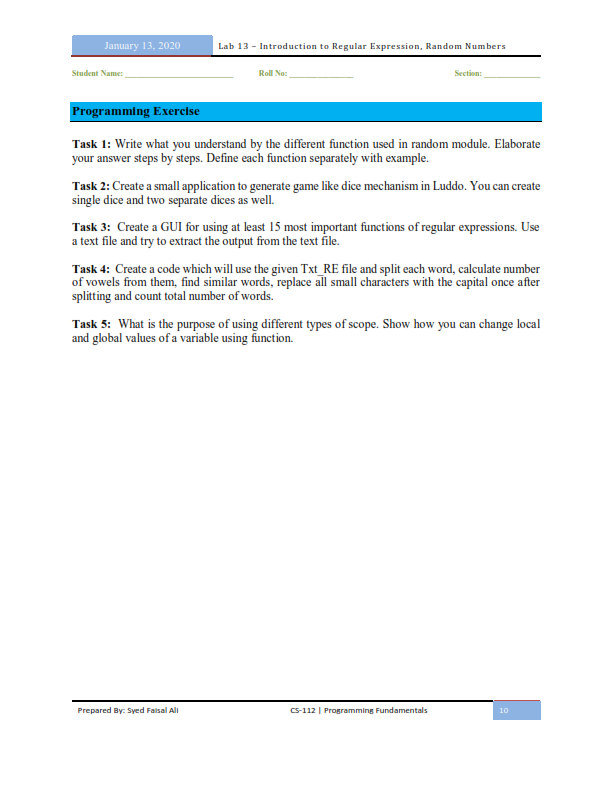 January 13, 2020 Lab 13 – Introduction to Regular Expression, Random Numbers
Student Name: ___________________________ Roll No: ________________ Section: ______________
Programming Exercise
Task 1: Write what you understand by the different function used in random module. Elaborate
your answer steps by steps. Define each function separately with example.
Task 2: Create a small application to generate game like dice mechanism in Luddo. You can create
single dice and two separate dices as well.
Task 3: Create a GUI for using at least 15 most important functions of regular expressions. Use
a text file and try to extract the output from the text file.
Task 4: Create a code which will use the given Txt_RE file and split each word, calculate number
of vowels from them, find similar words, replace all small characters with the capital once after
splitting and count total number of words.
Task 5: What is the purpose of using different types of scope. Show how you can change local
and global values of a variable using function.
Prepared By: Syed Faisal Ali CS-112 | Programming Fundamentals 10